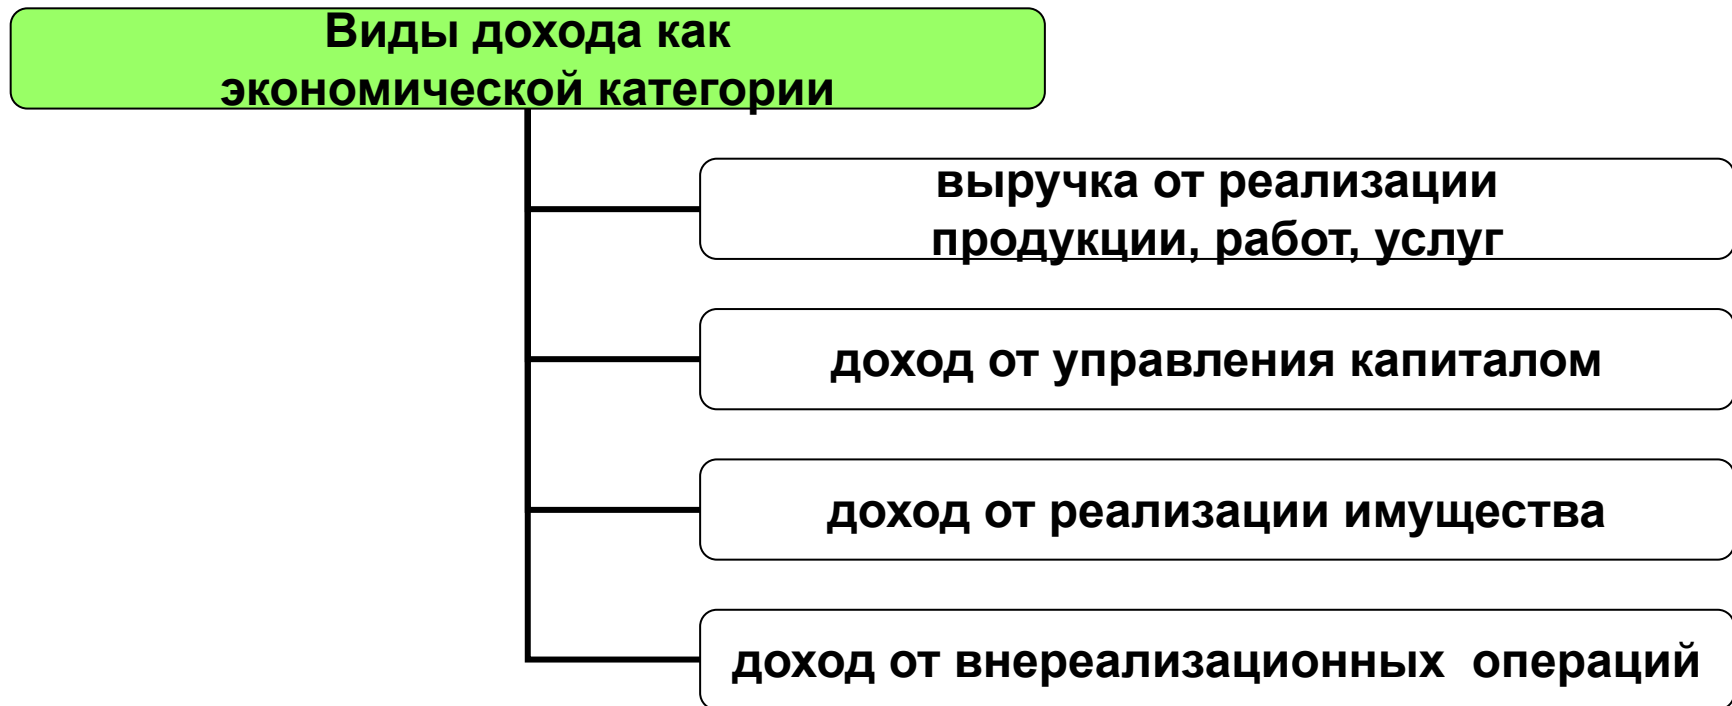 Виды дохода как
экономической категории
выручка от реализации
продукции, работ, услуг
доход от управления капиталом
доход от реализации имущества
доход от внереализационных операций